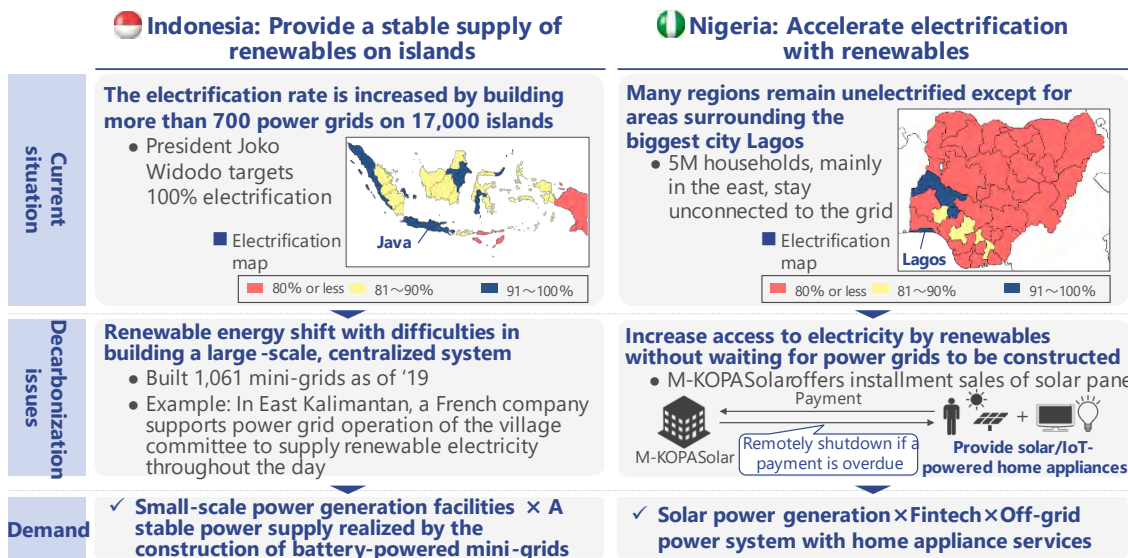 Indonesia: Provide a stable supply of
renewables on islands
Nigeria: Accelerate electrification
with renewables
Current
situation
The electrification rate is increased by building
more than 700 power grids on 17,000 islands
• President Joko
Widodo targets
100% electrification
Java
Electrification
map
80% or less
81～90%
91～100%
Many regions remain unelectrified except for
areas surrounding the
biggest city Lagos
• 5M households, mainly
in the east, stay
unconnected to the grid
Lagos
Electrification
map
80% or less
81～90%
91～100%
Decarbonization
issues
Renewable energy shift with difficulties in
building a large-scale, centralized system
• Built 1,061 mini-grids as of ‘19
• Example: In East Kalimantan, a French company
supports power grid operation of the village
committee to supply renewable electricity
throughout the day
Increase access to electricity by renewables
without waiting for power grids to be constructed
• M-KOPASolaroffers installment sales of solar pane
Payment
+
M-KOPASolar
Remotely shutdown if a
payment is overdue
Provide solar/IoT-
powered home appliances
Demand
✓ Small-scale power generation facilities × A
stable power supply realized by the
construction of battery-powered mini-grids
✓ Solar power generation×Fintech×Off-grid
power system with home appliance services